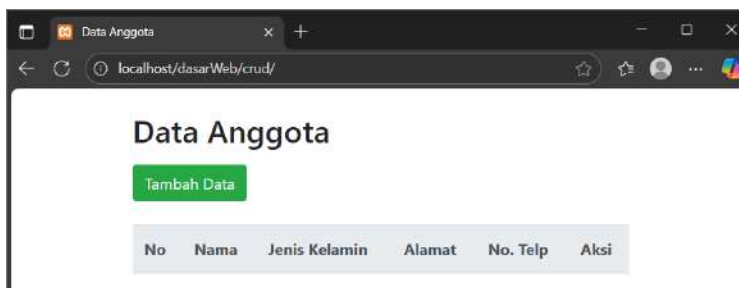 Data Anggota
localhost/dasarWeb/crud/
Data Anggota
Tambah Data
No Nama Jenis Kelamin Alamat No. Telp Aksi